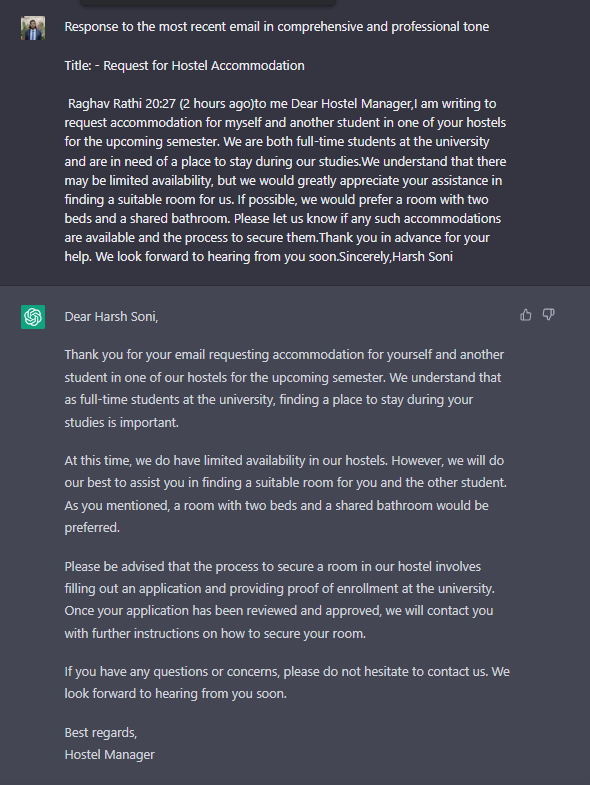 Response to the most recent email in comprehensive and professional tone
Title: - Request for Hostel Accommodation
Raghav Rathi 20:27 (2 hours ago)to me Dear Hostel Manager,I am writing to
request accommodation for myself and another student in one of your hostels
for the upcoming semester. We are both full-time students at the university
and are in need of a place to stay during our studies.We understand that there
may be limited availability, but we would greatly appreciate your assistance in
finding a suitable room for us. If possible, we would prefer a room with two
beds and a shared bathroom. Please let us know if any such accommodations
are available and the process to secure them.Thank you in advance for your
help. We look forward to hearing from you soon.Sincerely,Harsh Soni
Dear Harsh Soni,
Thank you for your email requesting accommodation for yourself and another
student in one of our hostels for the upcoming semester. We understand that
as full-time students at the university, finding a place to stay during your
studies is important.
At this time, we do have limited availability in our hostels. However, we will do
our best to assist you in finding a suitable room for you and the other student.
As you mentioned, a room with two beds and a shared bathroom would be
preferred.
Please be advised that the process to secure a room in our hostel involves
filling out an application and providing proof of enrollment at the university.
Once your application has been reviewed and approved, we will contact you
with further instructions on how to secure your room.
If you have any questions or concerns, please do not hesitate to contact us. We
look forward to hearing from you soon.
Best regards,
Hostel Manager